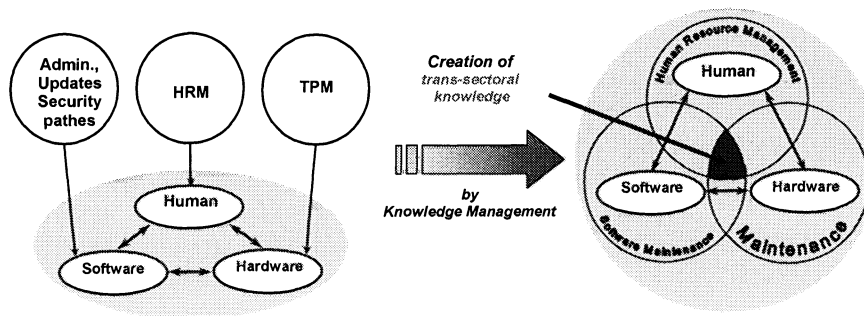 Admin.,
Updates
Security
pathes
HRM
TPM
Human
Software
Hardware
Creation of
trans-sectoral
knowledge
by
Knowledge Management
Human Resource Management
Human
Software
Hardware
Software Maintenance
Maintenance